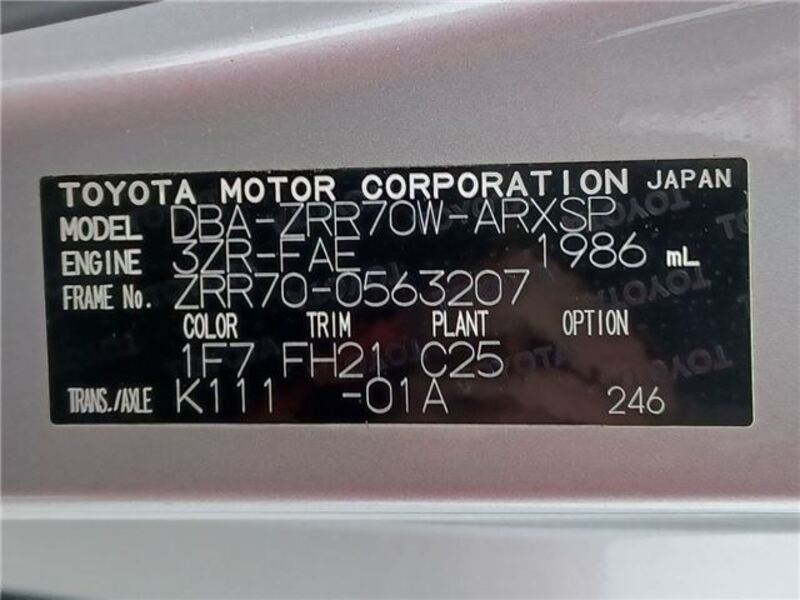 TOYOTA MOTOR CORPORATION JAPAN
MODEL DBA-ZRR70W-ARXSP
ENGINE 3ZR-FAE 1986 mL
FRAME No. ZRR70-0563207
COLOR TRIM PLANT OPTION
1F7 FH21 C25
TRANS./AXLE K111 -01A 246